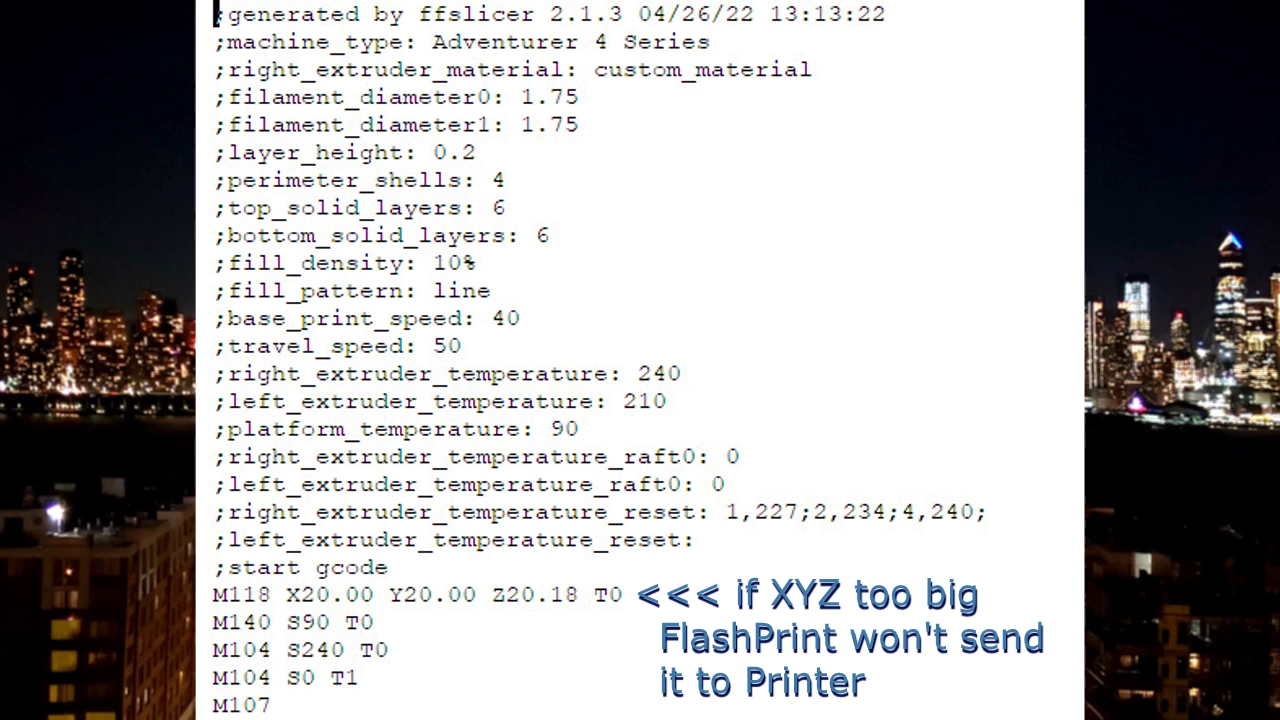 ;generated by ffslicer 2.1.3 04/26/22 13:13:22
;machine_type: Adventurer 4 Series
;right_extruder_material: custom_material
;filament_diameter0: 1.75
;filament_diameter1: 1.75
;layer_height: 0.2
;perimeter_shells: 4
;top_solid_layers: 6
;bottom_solid_layers: 6
;fill_density: 10%
;fill_pattern: line
;base_print_speed: 40
;travel_speed: 50
;right_extruder_temperature: 240
;left_extruder_temperature: 210
;platform_temperature: 90
;right_extruder_temperature_raft0: 0
;left_extruder_temperature_raft0: 0
;right_extruder_temperature_reset: 1,227;2,234;4,240;
;left_extruder_temperature_reset:
;start gcode
M118 X20.00 Y20.00 Z20.18 T0 <<< if XYZ too big
M140 S90 T0 FlashPrint won't send
M104 S240 T0
M104 S0 T1 it to Printer
M107